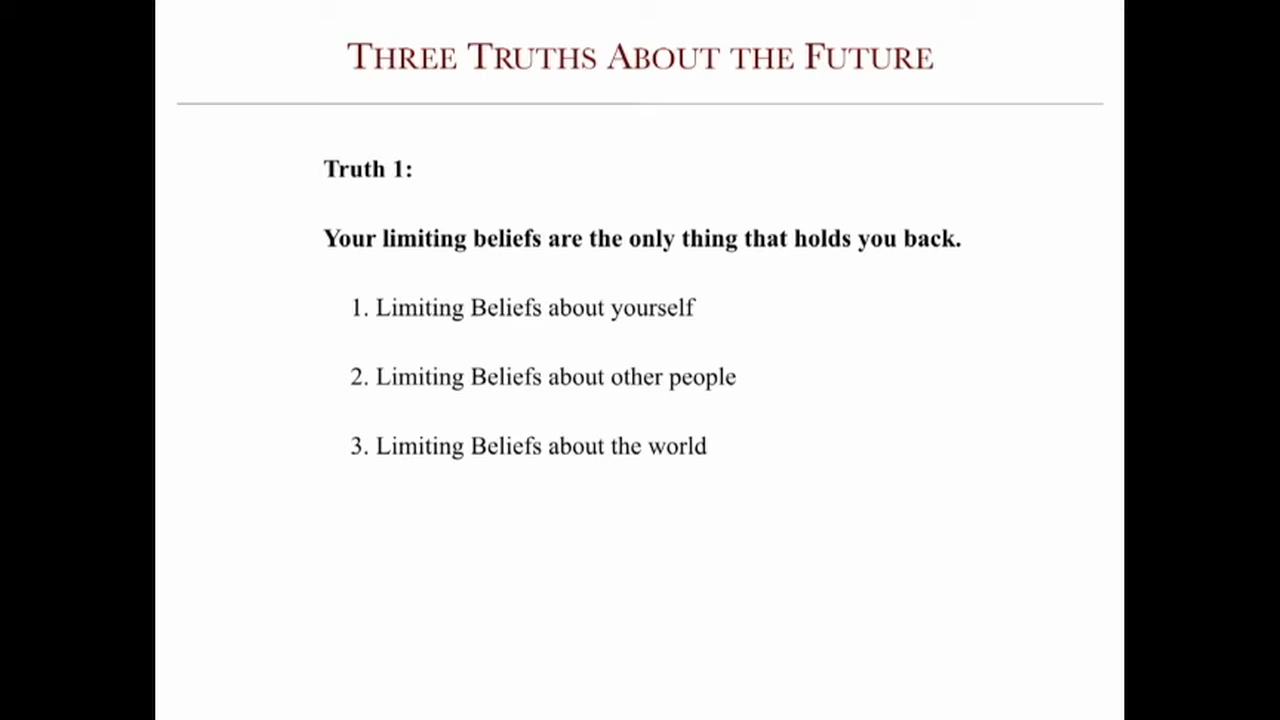 THREE TRUTHS ABOUT THE FUTURE
Truth 1:
Your limiting beliefs are the only thing that holds you back.
1. Limiting Beliefs about yourself
2. Limiting Beliefs about other people
3. Limiting Beliefs about the world